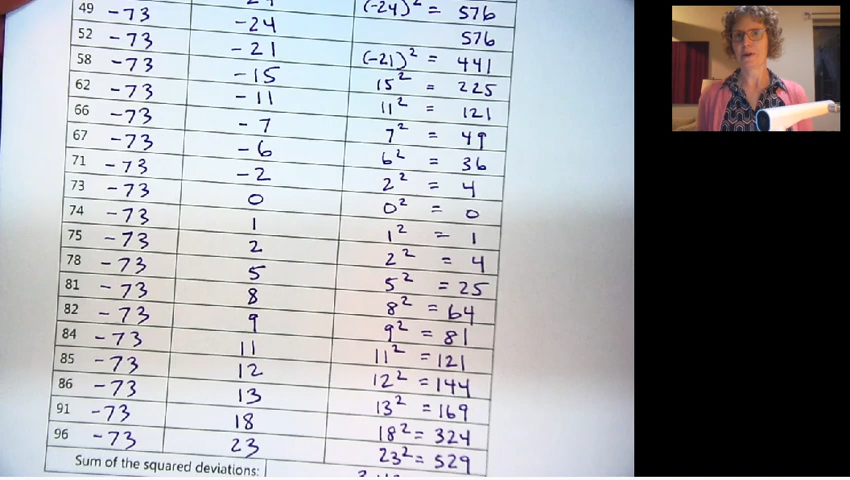 (-24)² = 576
49 -73 -24 576
52 -73 -21 (-21)² = 441
58 -73 -15 15² = 225
62 -73 -11 11² = 121
66 -73 -7 7² = 49
67 -73 -6 6² = 36
71 -73 -2 2² = 4
73 -73 0 0² = 0
74 -73 1 1² = 1
75 -73 2 2² = 4
78 -73 5 5² = 25
81 -73 8 8² = 64
82 -73 9 9² = 81
84 -73 11 11² = 121
85 -73 12 12² = 144
86 -73 13 13² = 169
91 -73 18 18² = 324
96 -73 23 23² = 529
Sum of the squared deviations: